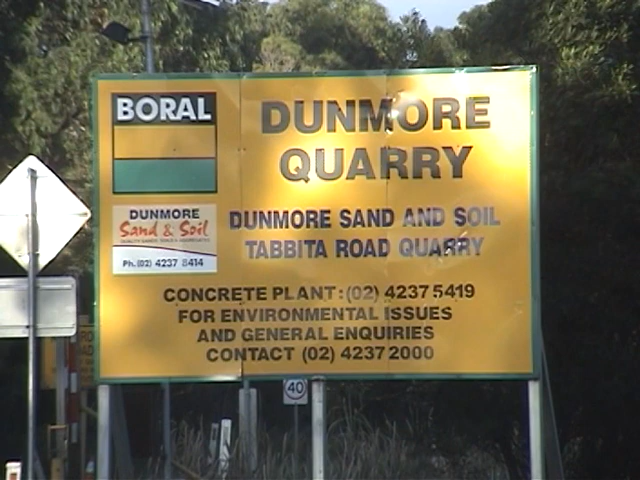 BORAL
DUNMORE
QUARRY
DUNMORE
Sand & Soil
Ph.(02) 4237 8414
DUNMORE SAND AND SOIL
TABBITA ROAD QUARRY
CONCRETE PLANT:(02) 4237 5419
FOR ENVIRONMENTAL ISSUES
AND GENERAL ENQUIRIES
CONTACT (02) 4237 2000
40